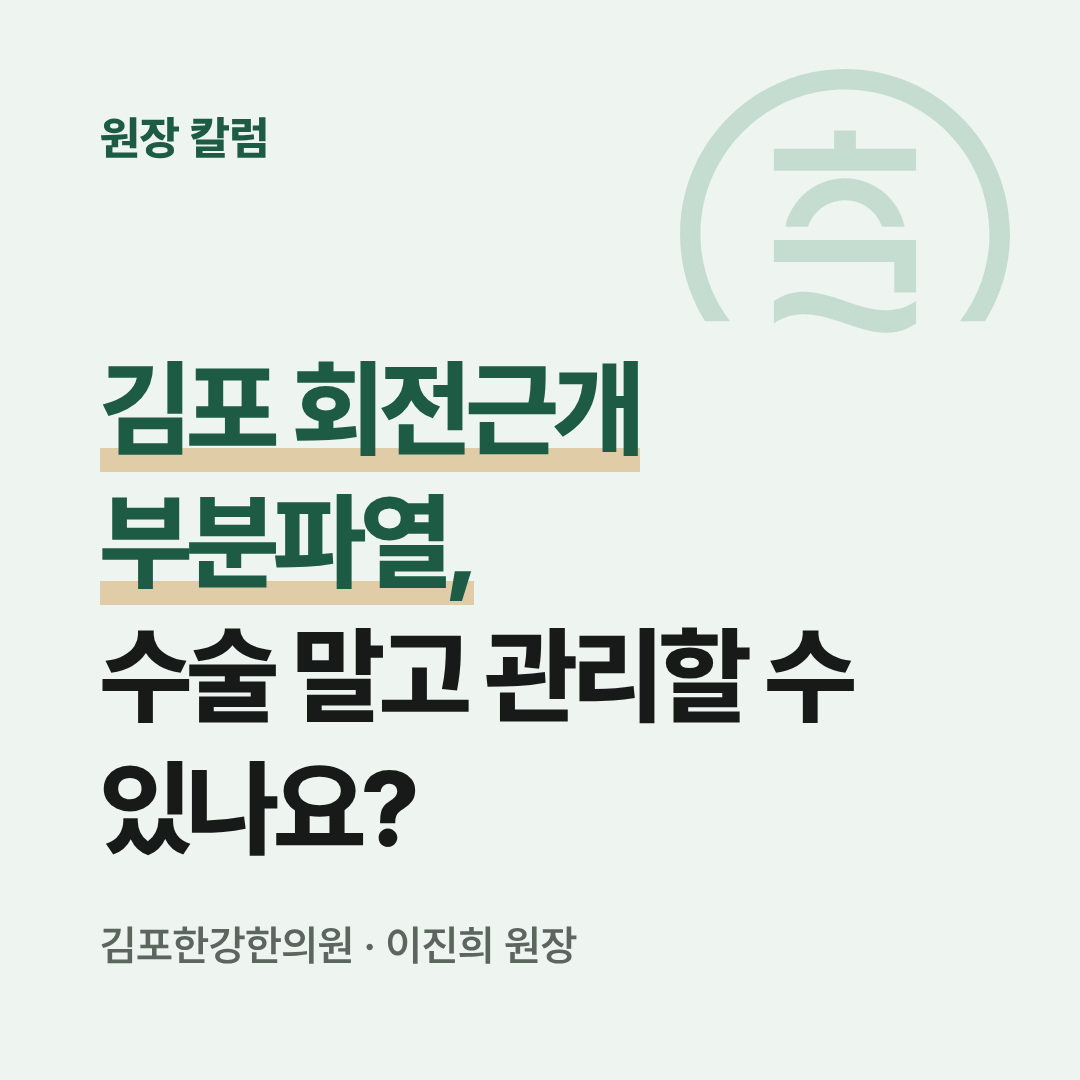 원장 칼럼
김포 회전근개
부분파열,
수술 말고 관리할 수
있나요?
김포한강한의원 · 이진희 원장